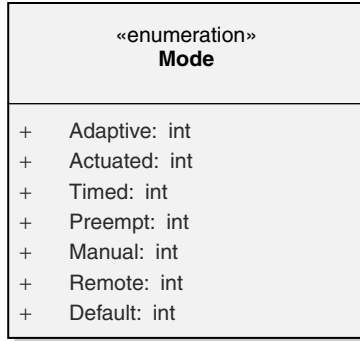 «enumeration»
Mode
+ Adaptive: int
+ Actuated: int
+ Timed: int
+ Preempt: int
+ Manual: int
+ Remote: int
+ Default: int